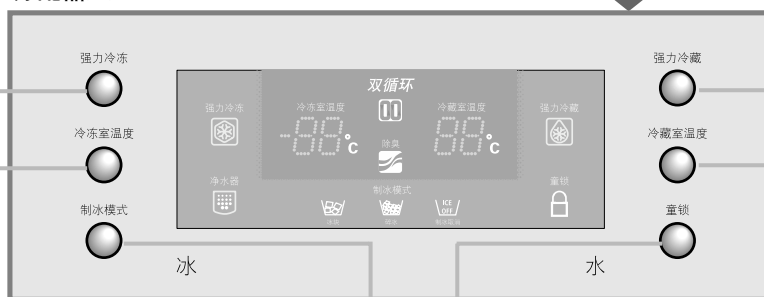 强力冷冻
强力冷藏
双循环
强力冷冻
冷冻室温度
冷藏室温度
强力冷藏
-88°C
88°C
除臭
冷冻室温度
冷藏室温度
净水器
童锁
制冰模式
制冰模式
童锁
ICE
OFF
冰
水